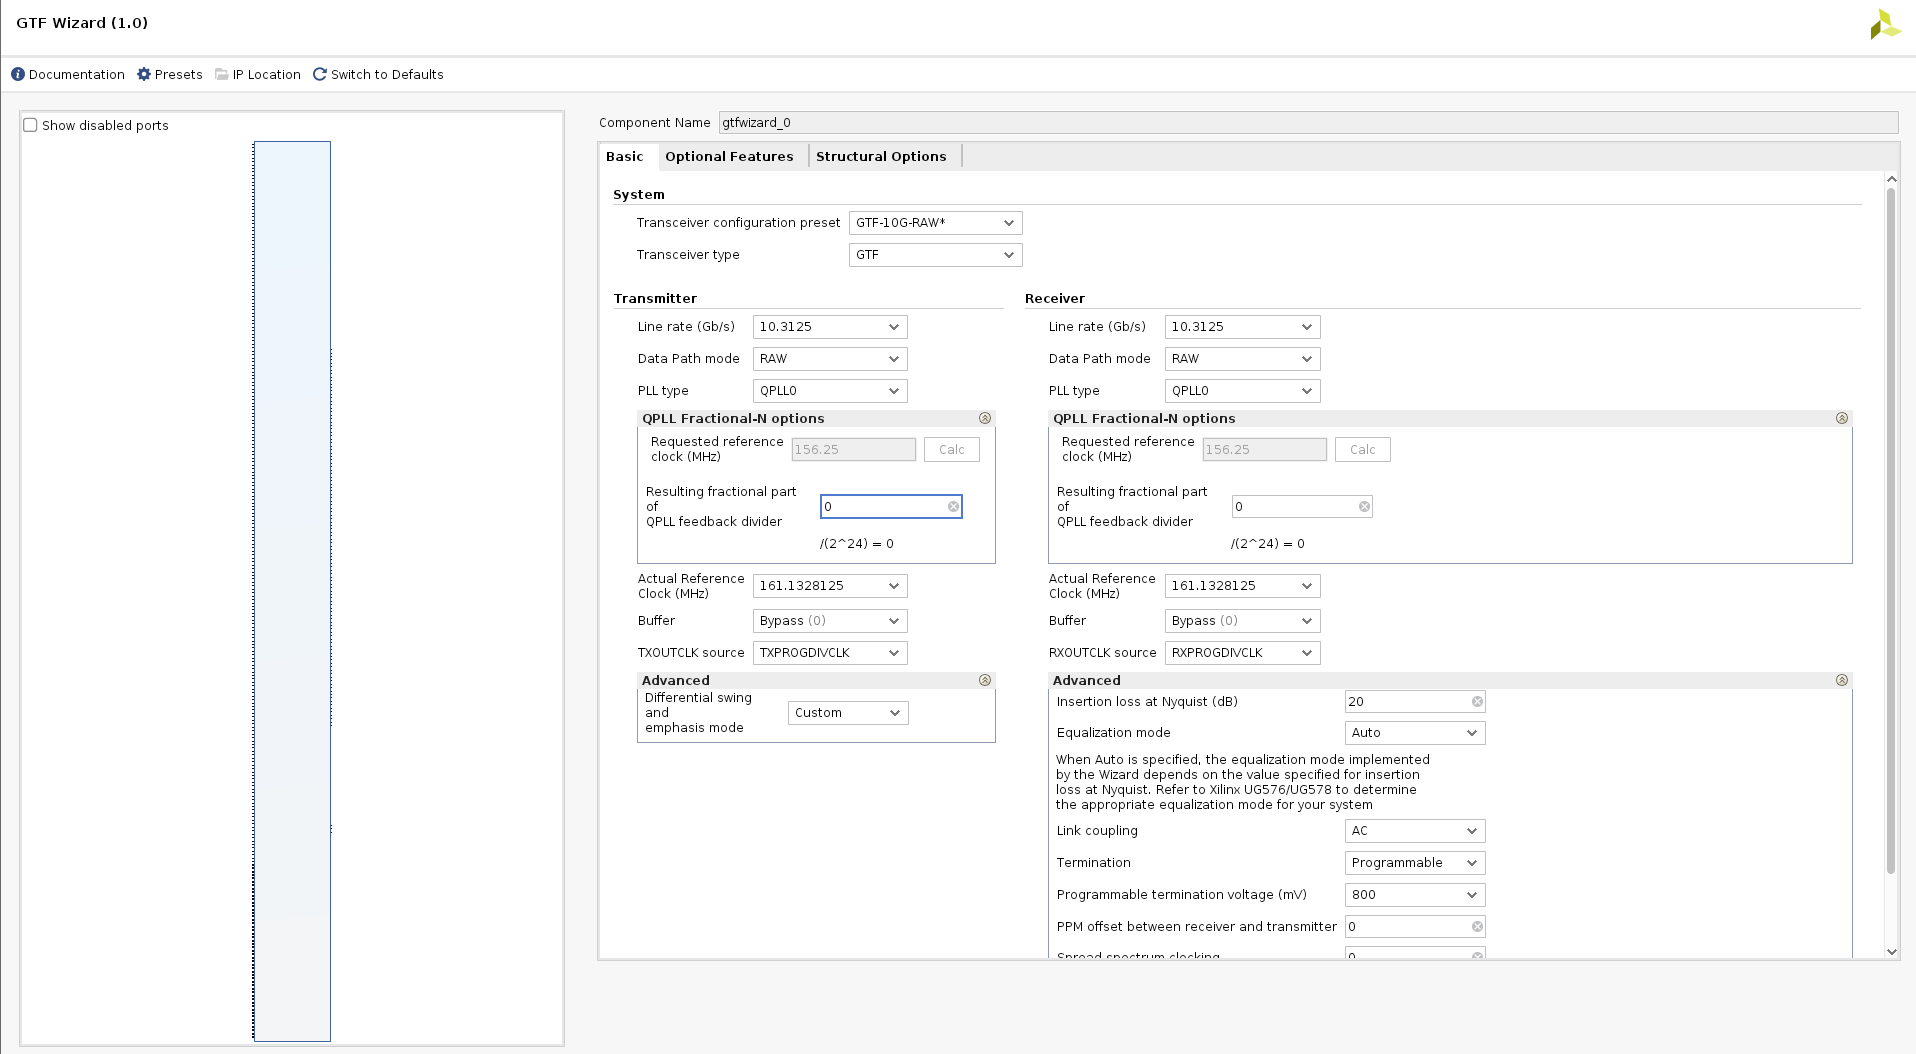 GTF Wizard (1.0)
Documentation Presets IP Location Switch to Defaults
Show disabled ports
Component Name gtfwizard_0
Basic Optional Features Structural Options
System
Transceiver configuration preset GTF-10G-RAW*
Transceiver type GTF
Transmitter
Line rate (Gb/s) 10.3125
Data Path mode RAW
PLL type QPLL0
QPLL Fractional-N options
Requested reference
clock (MHz) 156.25 Calc
Resulting fractional part
of
QPLL feedback divider 0
/(2^24) = 0
Actual Reference
Clock (MHz) 161.1328125
Buffer Bypass (0)
TXOUTCLK source TXPROGDIVCLK
Advanced
Differential swing
and
emphasis mode Custom
Receiver
Line rate (Gb/s) 10.3125
Data Path mode RAW
PLL type QPLL0
QPLL Fractional-N options
Requested reference
clock (MHz) 156.25 Calc
Resulting fractional part
of
QPLL feedback divider 0
/(2^24) = 0
Actual Reference
Clock (MHz) 161.1328125
Buffer Bypass (0)
RXOUTCLK source RXPROGDIVCLK
Advanced
Insertion loss at Nyquist (dB) 20
Equalization mode Auto
When Auto is specified, the equalization mode implemented
by the Wizard depends on the value specified for insertion
loss at Nyquist. Refer to Xilinx UG576/UG578 to determine
the appropriate equalization mode for your system
Link coupling AC
Termination Programmable
Programmable termination voltage (mV) 800
PPM offset between receiver and transmitter 0
Spread spectrum clocking 0